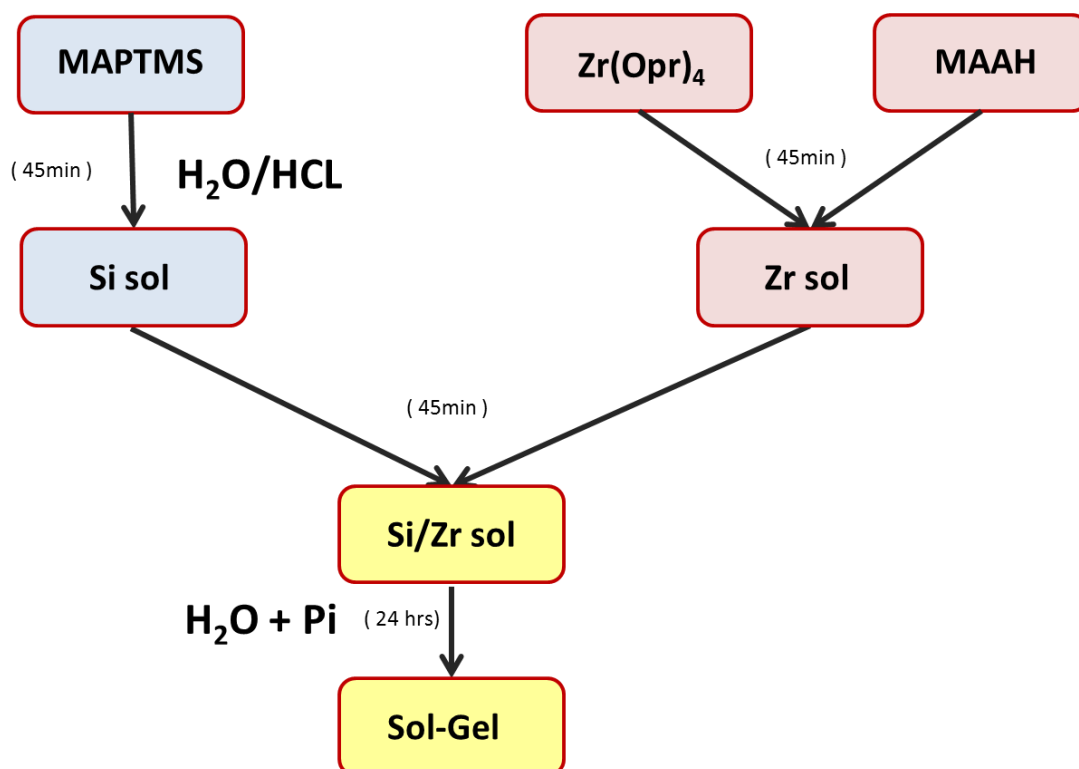 MAPTMS
Zr(Opr)₄
MAAH
( 45min )
H₂O/HCL
( 45min )
Si sol
Zr sol
( 45min )
Si/Zr sol
H₂O + Pi
( 24 hrs)
Sol-Gel